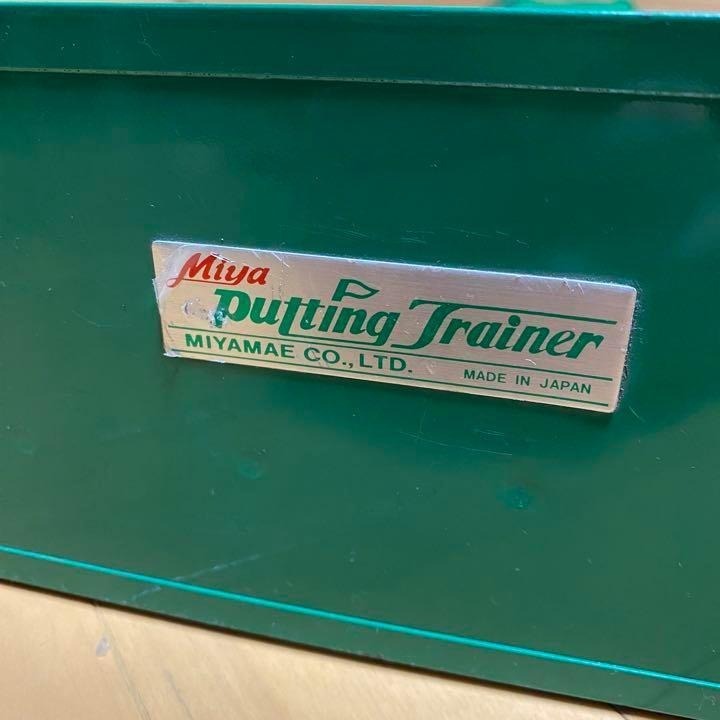 Miya
Putting Trainer
MIYAMAE CO., LTD.
MADE IN JAPAN